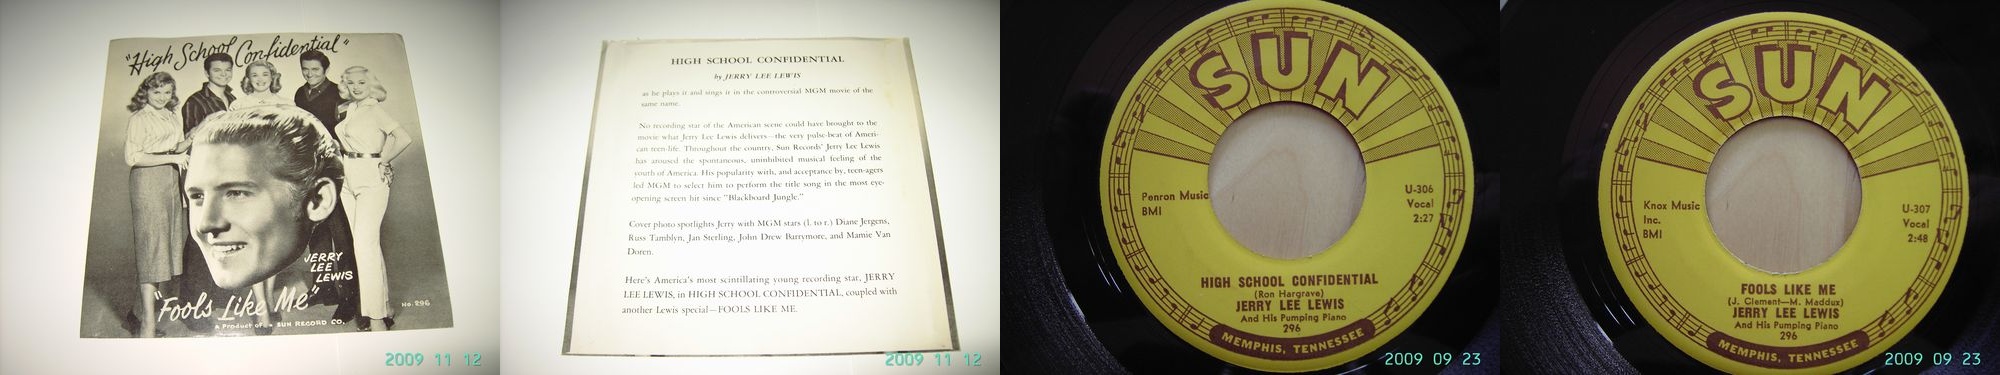 "High School Confidential"
JERRY
LEE
LEWIS
"Fools Like Me"
No. 296
A Product of SUN RECORD CO.
2009 11 12
HIGH SCHOOL CONFIDENTIAL
by JERRY LEE LEWIS
as he plays it and sings it in the controversial MGM movie of the
same name.
No recording star of the American scene could have brought to the
movie what Jerry Lee Lewis delivers—the very pulse-beat of Ameri-
can teen-life. Throughout the country, Sun Records' Jerry Lee Lewis
has aroused the spontaneous, uninhibited musical feeling of the
youth of America. His popularity with, and acceptance by, teen-agers
led MGM to select him to perform the title song in the most eye-
opening screen hit since "Blackboard Jungle."
Cover photo spotlights Jerry with MGM stars (l. to r.) Diane Jergens,
Russ Tamblyn, Jan Sterling, John Drew Barrymore, and Mamie Van
Doren.
Here's America's most scintillating young recording star, JERRY
LEE LEWIS, in HIGH SCHOOL CONFIDENTIAL, coupled with
another Lewis special—FOOLS LIKE ME.
2009 11 12
SUN
Penron Music
BMI
U-306
Vocal
2:27
HIGH SCHOOL CONFIDENTIAL
(Ron Hargrave)
JERRY LEE LEWIS
And His Pumping Piano
296
MEMPHIS, TENNESSEE
2009 09 23
SUN
Knox Music
Inc.
BMI
U-307
Vocal
2:48
FOOLS LIKE ME
(J. Clement—M. Maddux)
JERRY LEE LEWIS
And His Pumping Piano
296
MEMPHIS, TENNESSEE
2009 09 23